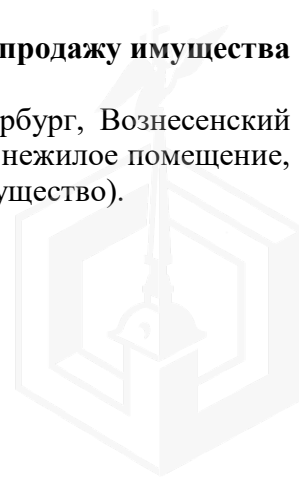 продажу имущества
рбург, Вознесенский
нежилое помещение,
ущество).